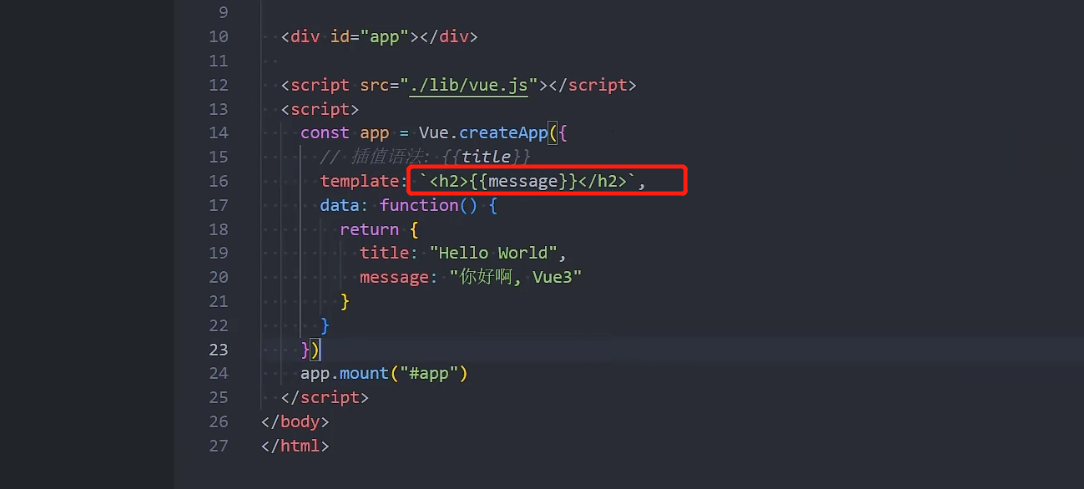 9
10 <div id="app"></div>
11
12 <script src="./lib/vue.js"></script>
13 <script>
14 const app = Vue.createApp({
15 // 插值语法: {{title}}
16 template: `<h2>{{message}}</h2>`,
17 data: function() {
18 return {
19 title: "Hello World",
20 message: "你好啊, Vue3"
21 }
22 }
23 })
24 app.mount("#app")
25 </script>
26 </body>
27 </html>